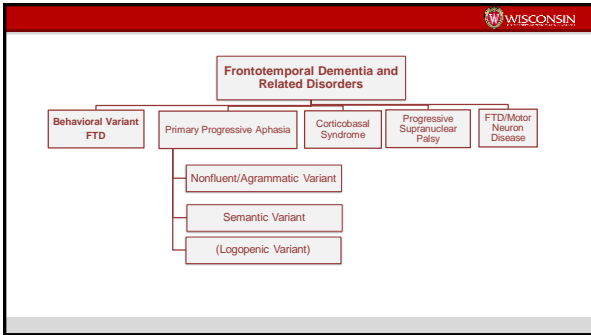 WISCONSIN
Frontotemporal Dementia and
Related Disorders
Behavioral Variant
FTD
Primary Progressive Aphasia
Corticobasal
Syndrome
Progressive
Supranuclear
Palsy
FTD/Motor
Neuron
Disease
Nonfluent/Agrammatic Variant
Semantic Variant
(Logopenic Variant)